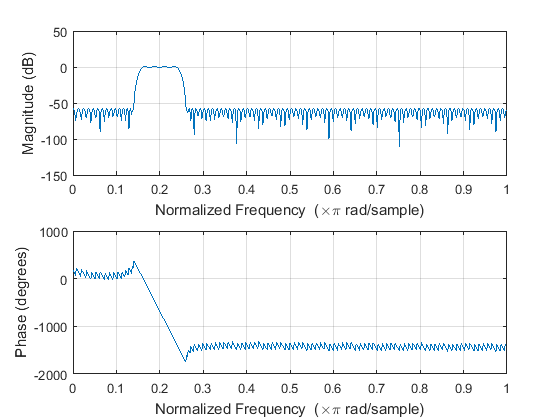 50
0
-50
-100
-150
Magnitude (dB)
0 0.1 0.2 0.3 0.4 0.5 0.6 0.7 0.8 0.9 1
Normalized Frequency (×π rad/sample)
1000
0
-1000
-2000
Phase (degrees)
0 0.1 0.2 0.3 0.4 0.5 0.6 0.7 0.8 0.9 1
Normalized Frequency (×π rad/sample)